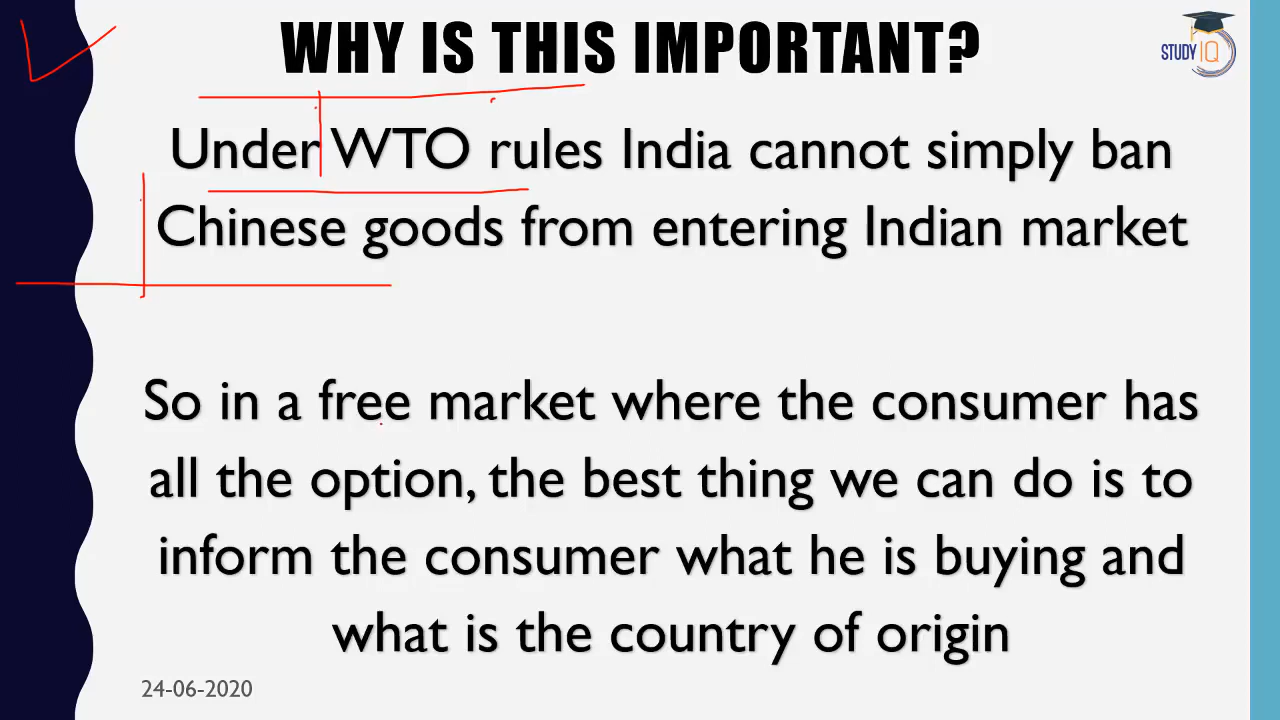 WHY IS THIS IMPORTANT?
STUDY IQ
Under WTO rules India cannot simply ban
Chinese goods from entering Indian market
So in a free market where the consumer has
all the option, the best thing we can do is to
inform the consumer what he is buying and
what is the country of origin
24-06-2020